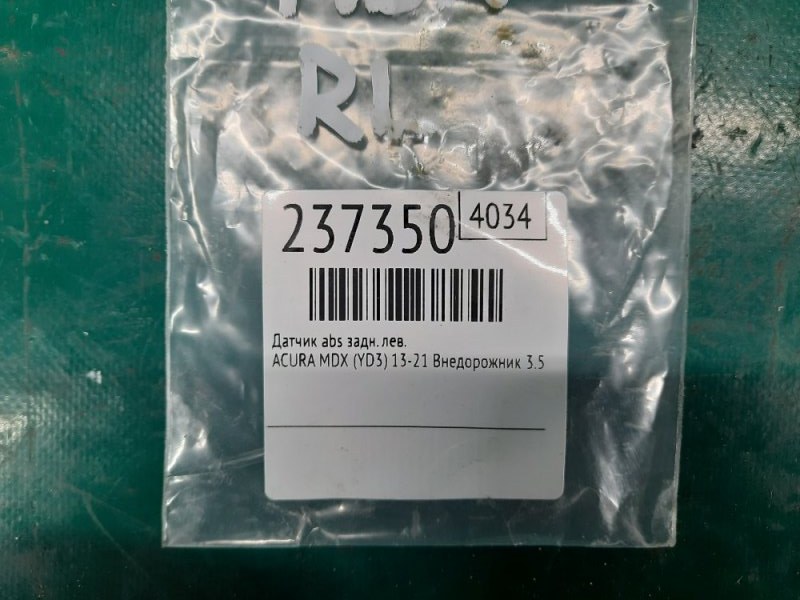 RL
237350
4034
Датчик abs задн. лев.
ACURA MDX (YD3) 13-21 Внедорожник 3.5